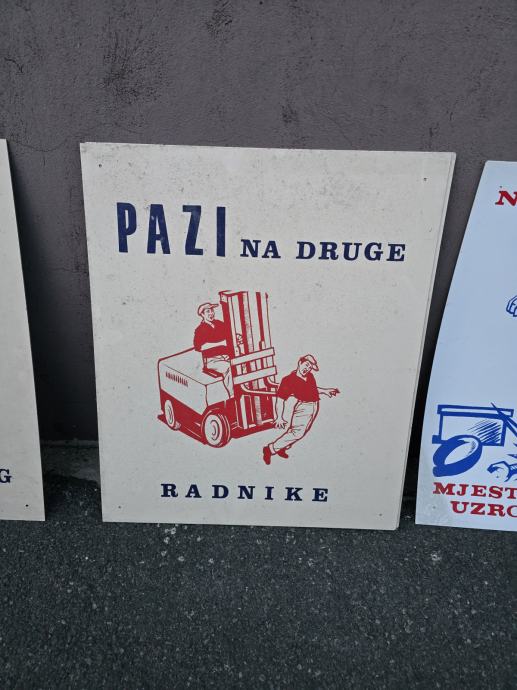 PAZI NA DRUGE
RADNIKE
G
N
MJEST
UZRO